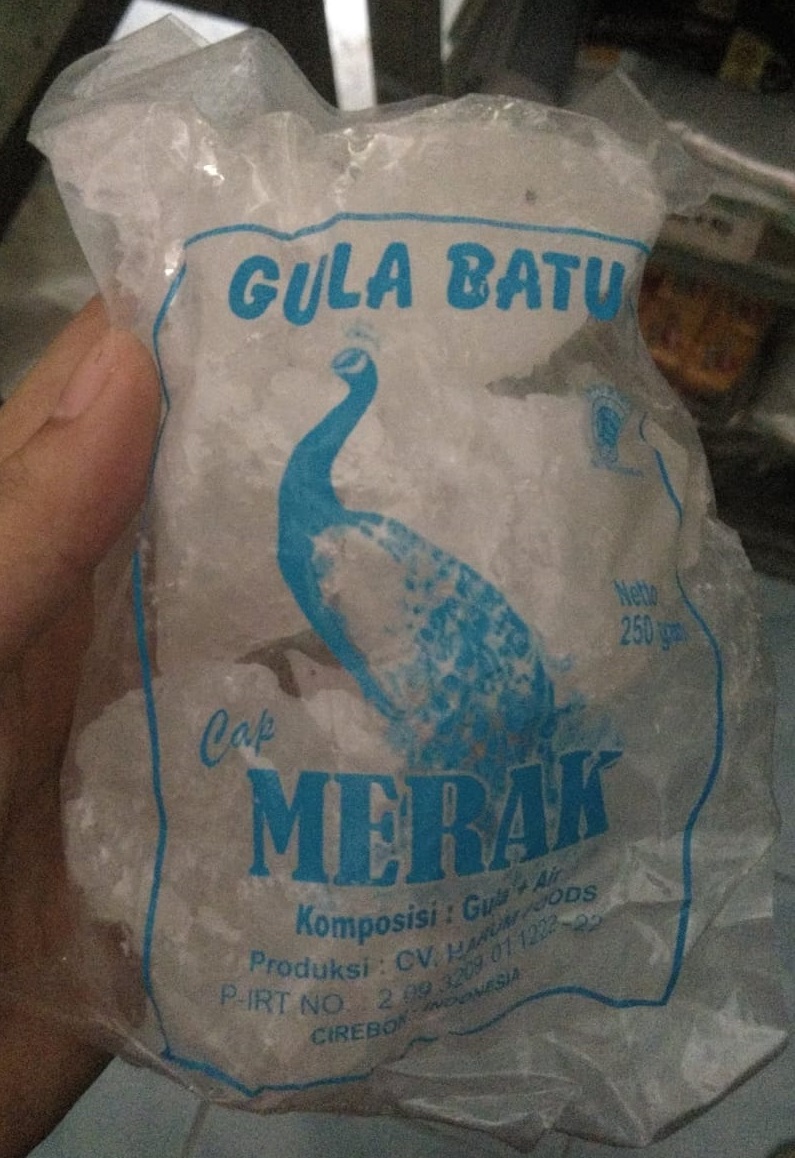 GULA BATU
Netto
250 gram
Cap
MERAK
Komposisi : Gula + Air
Produksi : CV. HARUM FOODS
P-IRT NO. 2 09 3209 01 1222-22
CIREBON - INDONESIA